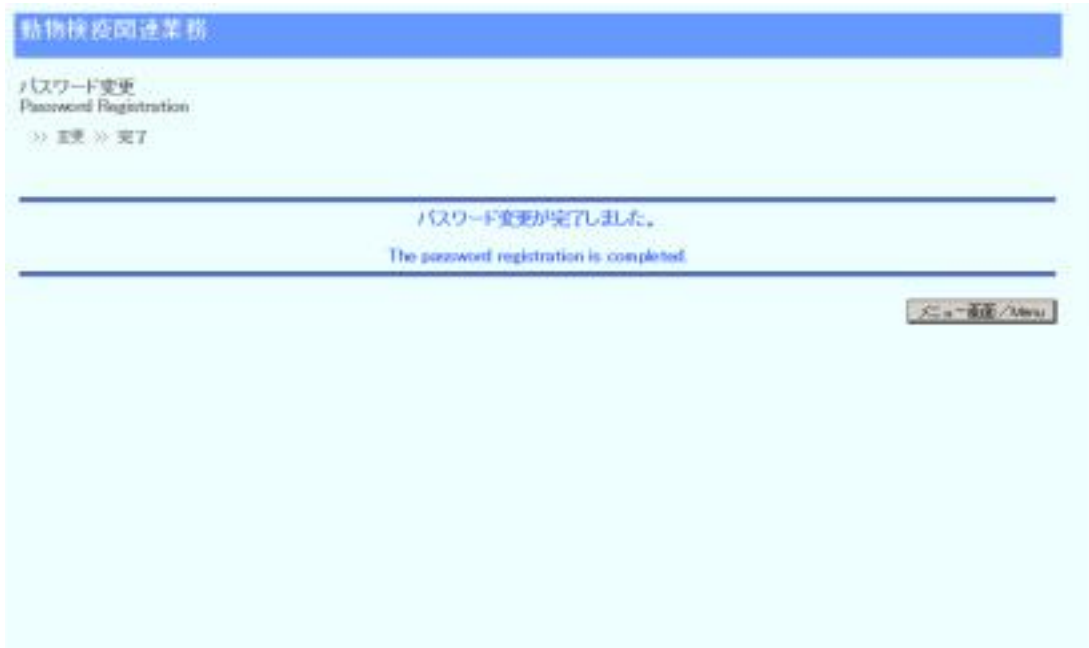 動物検疫関連業務
パスワード変更
Password Registration
>> 変更 >> 完了
パスワード変更が完了しました。
The password registration is completed.
メニュー画面／Menu